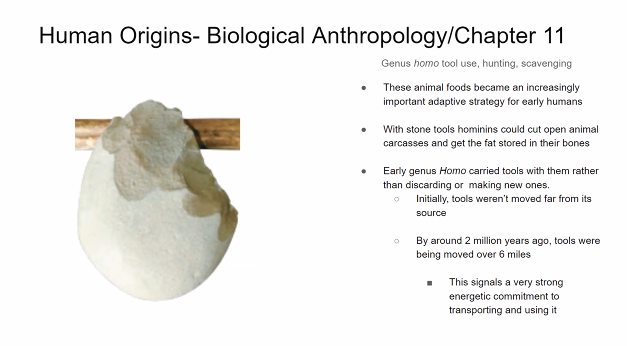 Human Origins- Biological Anthropology/Chapter 11
Genus homo tool use, hunting, scavenging
● These animal foods became an increasingly
important adaptive strategy for early humans
● With stone tools hominins could cut open animal
carcasses and get the fat stored in their bones
● Early genus Homo carried tools with them rather
than discarding or making new ones.
○ Initially, tools weren't moved far from its
source
○ By around 2 million years ago, tools were
being moved over 6 miles
■ This signals a very strong
energetic commitment to
transporting and using it